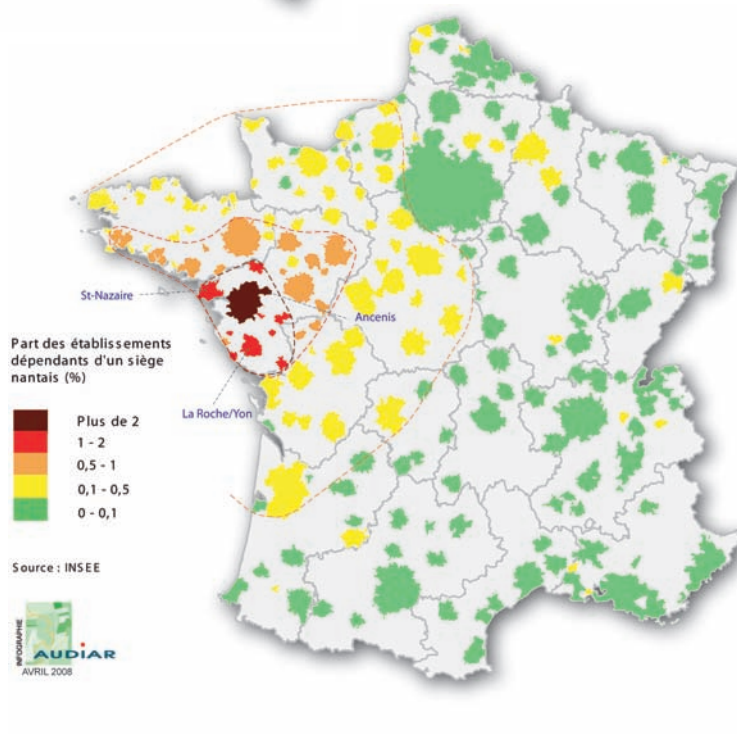 St-Nazaire
Ancenis
Part des établissements
dépendants d'un siège
nantais (%)
La Roche/Yon
Plus de 2
1 - 2
0,5 - 1
0,1 - 0,5
0 - 0,1
Source : INSEE
INFOGRAPHIE
AUDIAR
AVRIL 2008